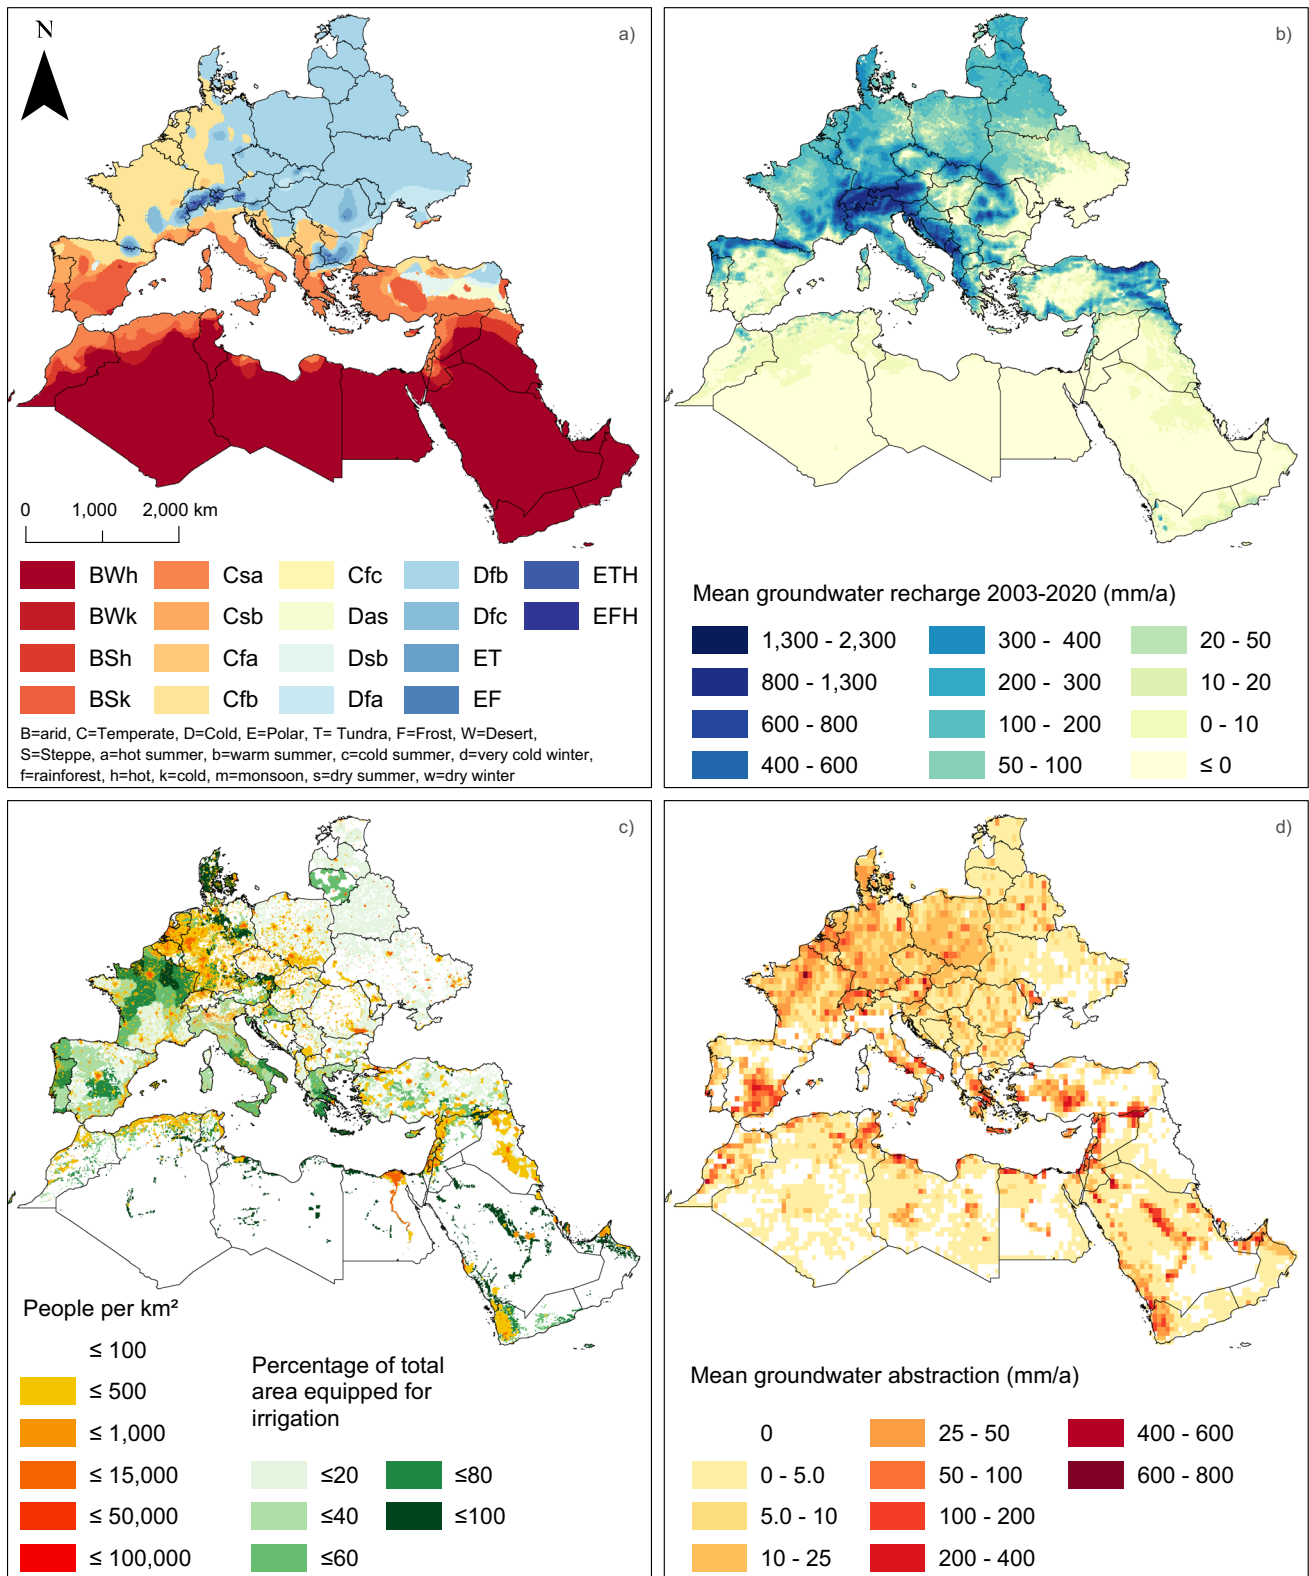 N
a)
0 1,000 2,000 km
BWh Csa Cfc Dfb ETH
BWk Csb Das Dfc EFH
BSh Cfa Dsb ET
BSk Cfb Dfa EF
B=arid, C=Temperate, D=Cold, E=Polar, T= Tundra, F=Frost, W=Desert,
S=Steppe, a=hot summer, b=warm summer, c=cold summer, d=very cold winter,
f=rainforest, h=hot, k=cold, m=monsoon, s=dry summer, w=dry winter
b)
Mean groundwater recharge 2003-2020 (mm/a)
1,300 - 2,300 300 - 400 20 - 50
800 - 1,300 200 - 300 10 - 20
600 - 800 100 - 200 0 - 10
400 - 600 50 - 100 ≤ 0
c)
People per km²
≤ 100
≤ 500
≤ 1,000
≤ 15,000
≤ 50,000
≤ 100,000
Percentage of total
area equipped for
irrigation
≤20 ≤80
≤40 ≤100
≤60
d)
Mean groundwater abstraction (mm/a)
0 25 - 50 400 - 600
0 - 5.0 50 - 100 600 - 800
5.0 - 10 100 - 200
10 - 25 200 - 400